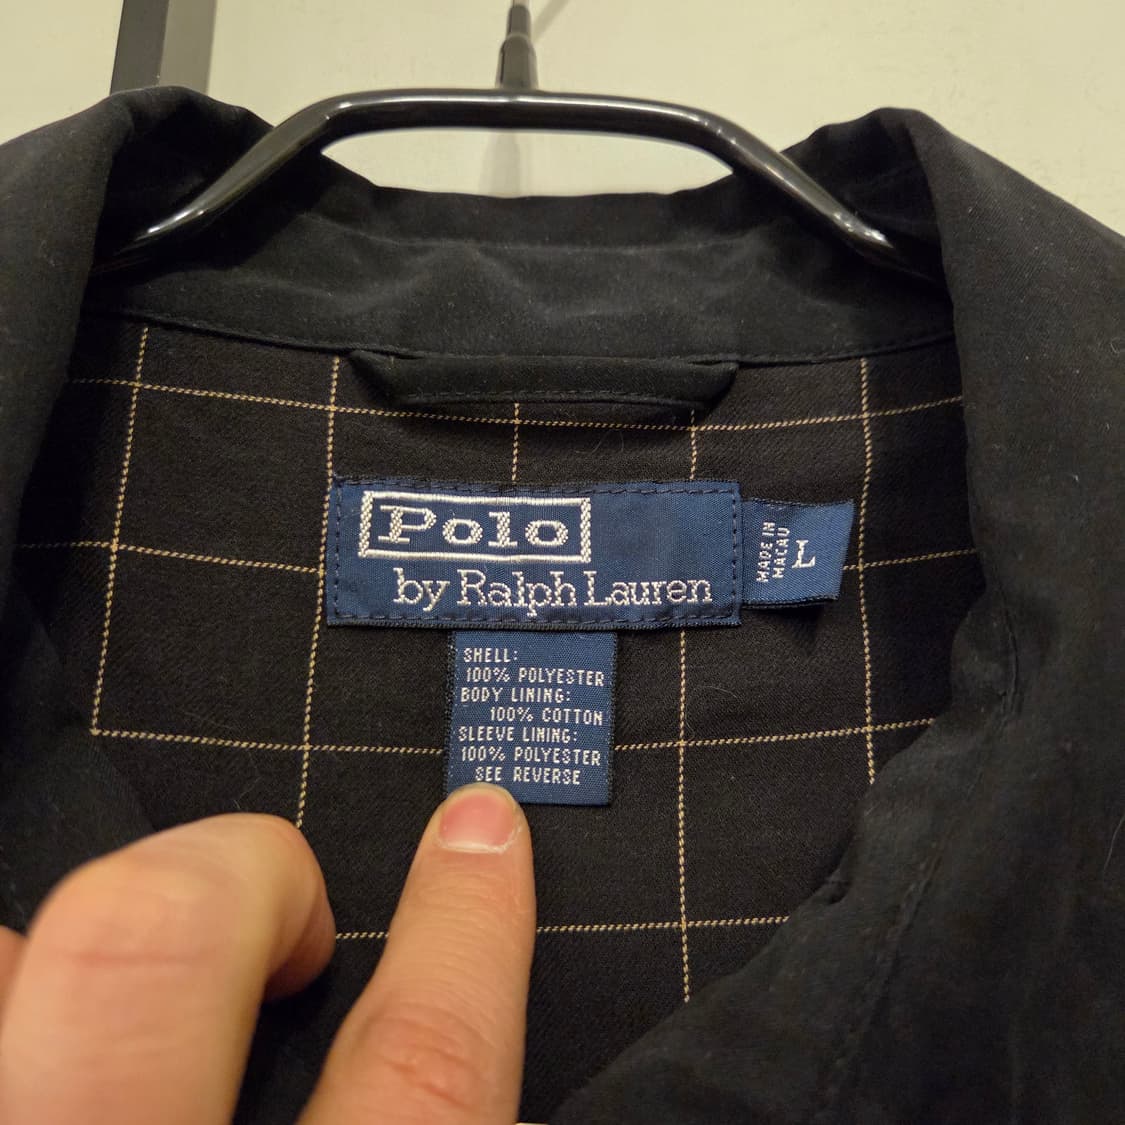 Polo
by Ralph Lauren
MADE IN
MACAU
L
SHELL:
100% POLYESTER
BODY LINING:
100% COTTON
SLEEVE LINING:
100% POLYESTER
SEE REVERSE